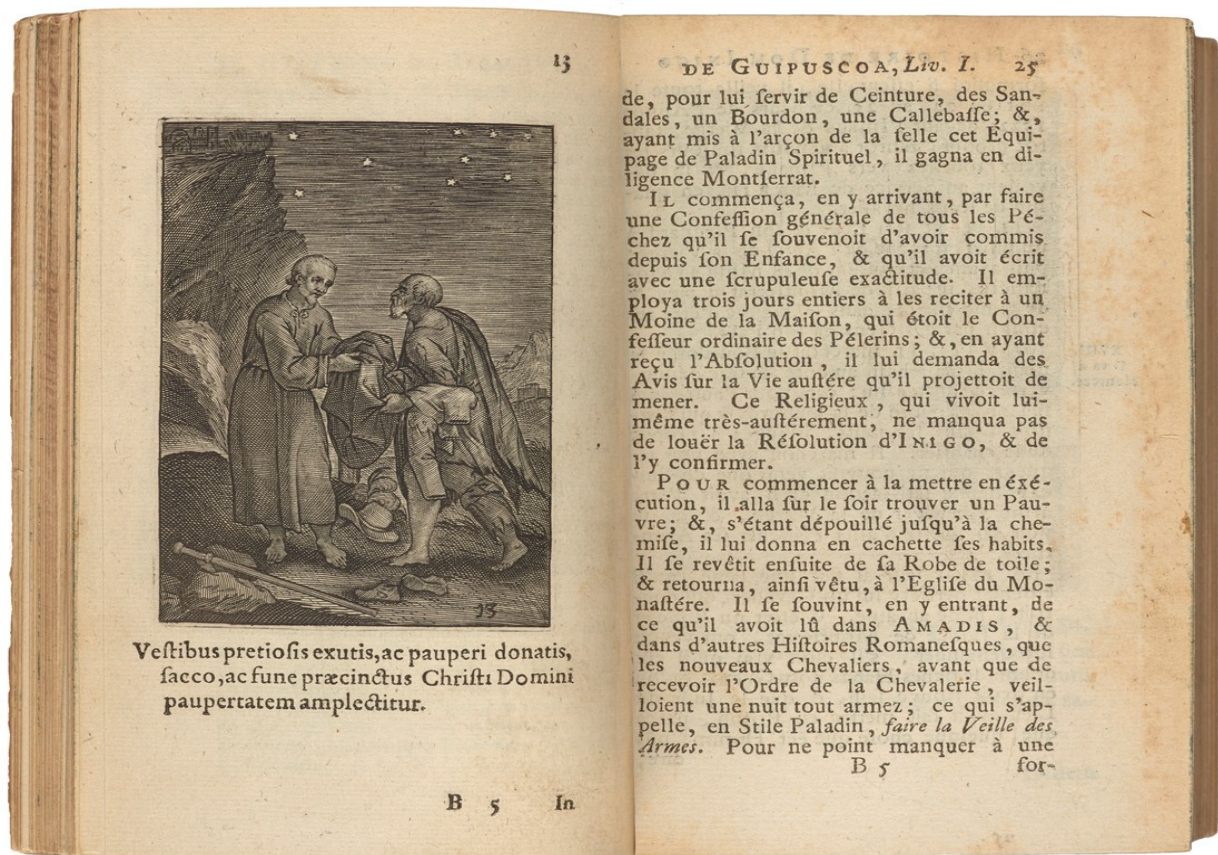 13
13
Veſtibus pretioſis exutis, ac pauperi donatis,
ſacco, ac fune præcinctus Chriſti Domini
paupertatem amplectitur.
B 5 In
DE GUIPUSCOA, Liv. I. 25
de, pour lui ſervir de Ceinture, des San-
dales, un Bourdon, une Callebaſſe; &,
ayant mis à l'arçon de la ſelle cet Equi-
page de Paladin Spirituel, il gagna en di-
ligence Montſerrat.
IL commença, en y arrivant, par faire
une Confeſſion générale de tous les Pé-
chez qu'il ſe ſouvenoit d'avoir commis
depuis ſon Enfance, & qu'il avoit écrit
avec une ſcrupuleuſe exactitude. Il em-
ploya trois jours entiers à les reciter à un
Moine de la Maiſon, qui étoit le Con-
feſſeur ordinaire des Pélerins; &, en ayant
reçu l'Abſolution, il lui demanda des
Avis ſur la Vie auſtére qu'il projettoit de
mener. Ce Religieux, qui vivoit lui-
même très-auſtérement, ne manqua pas
de louër la Réſolution d'INIGO, & de
l'y confirmer.
POUR commencer à la mettre en éxé-
cution, il alla ſur le ſoir trouver un Pau-
vre; &, s'étant dépouillé juſqu'à la che-
miſe, il lui donna en cachette ſes habits.
Il ſe revêtit enſuite de ſa Robe de toile;
& retourna, ainſi vêtu, à l'Egliſe du Mo-
naſtére. Il ſe ſouvint, en y entrant, de
ce qu'il avoit lû dans AMADIS, &
dans d'autres Hiſtoires Romaneſques, que
les nouveaux Chevaliers, avant que de
recevoir l'Ordre de la Chevalerie, veil-
loient une nuit tout armez; ce qui s'ap-
pelle, en Stile Paladin, faire la Veille des
Armes. Pour ne point manquer à une
B 5 for-